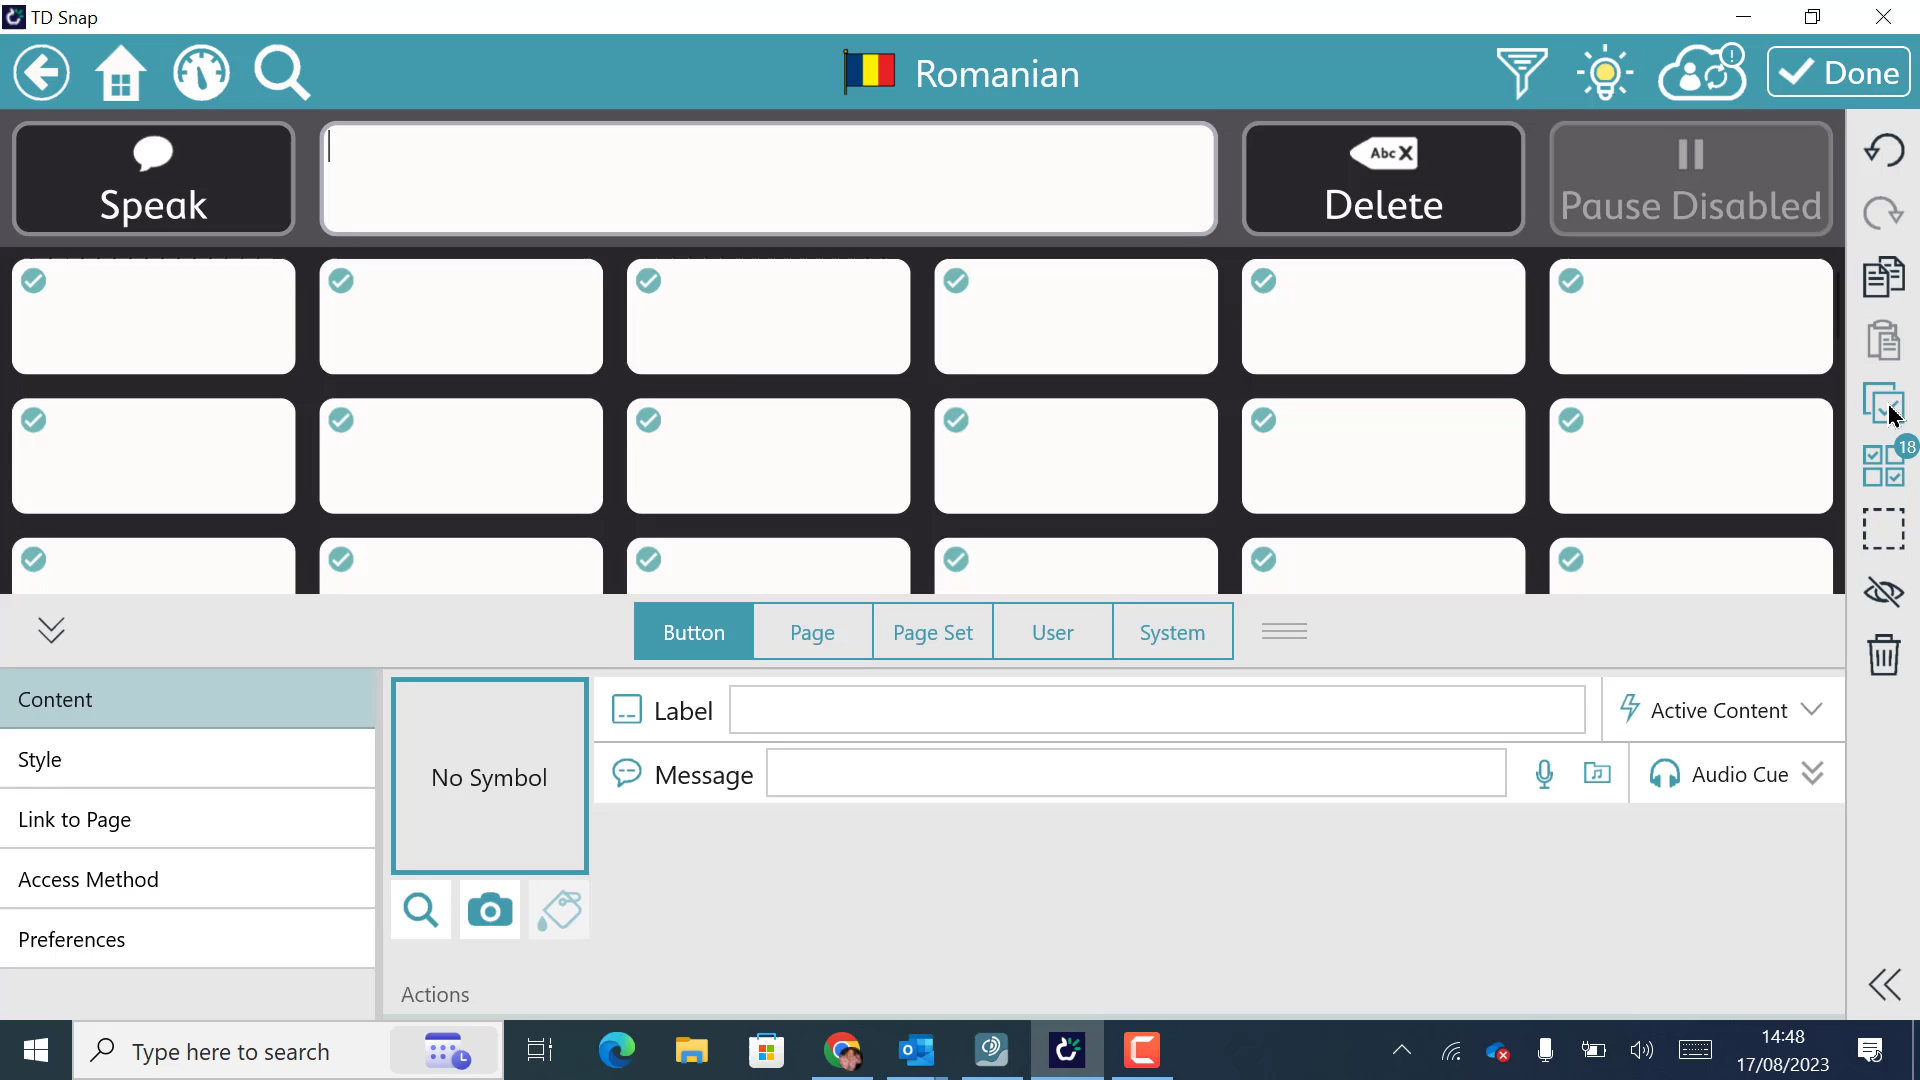 TD Snap
Romanian
Done
Speak
Abc X
Delete
Pause Disabled
18
Button
Page
Page Set
User
System
Content
Style
Link to Page
Access Method
Preferences
No Symbol
Label
Active Content
Message
Audio Cue
Actions
Type here to search
14:48
17/08/2023